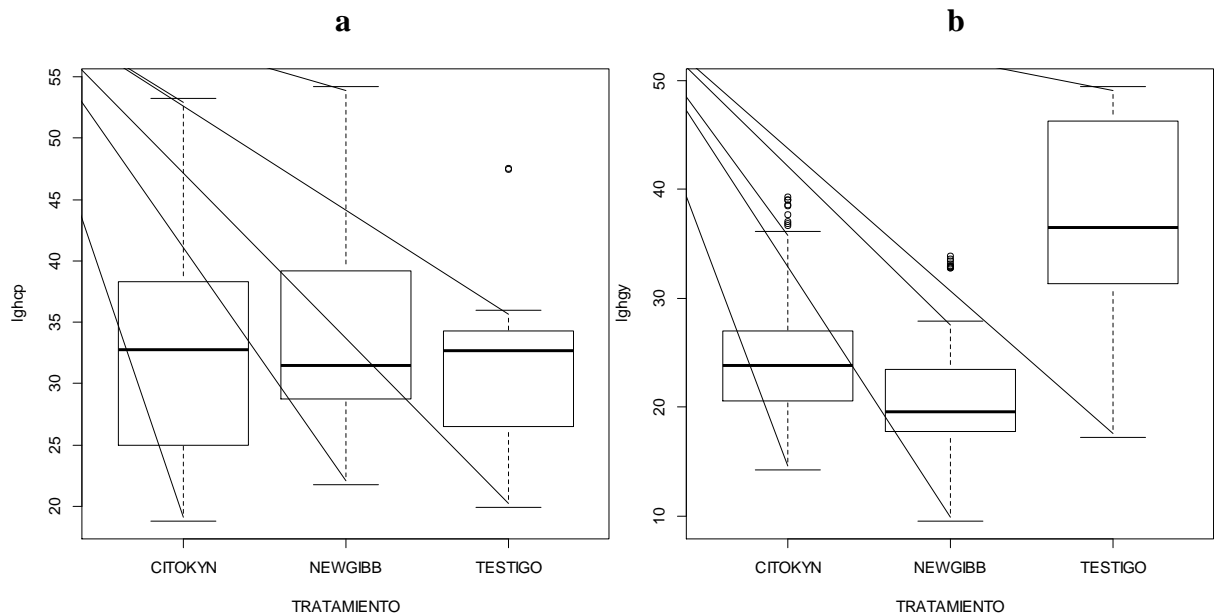 a
b
lghcp
55
50
45
40
35
30
25
20
CITOKYN NEWGIBB TESTIGO
TRATAMIENTO
lghgy
50
40
30
20
10
CITOKYN NEWGIBB TESTIGO
TRATAMIENTO